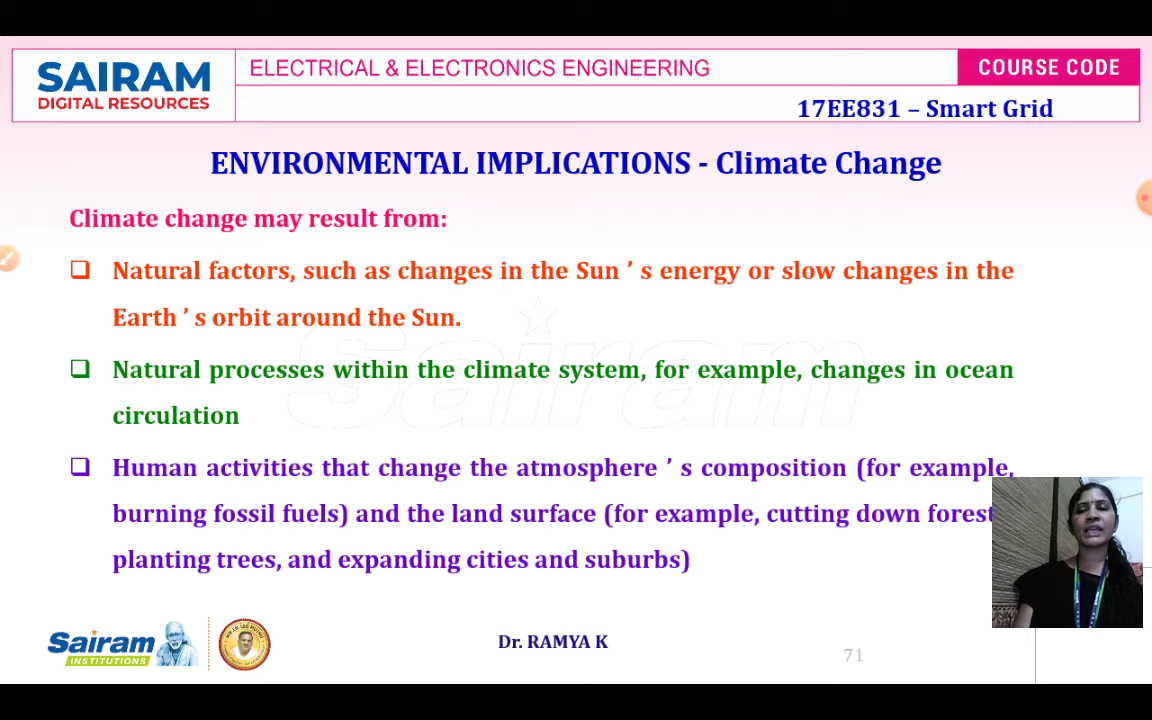 SAIRAM
DIGITAL RESOURCES
ELECTRICAL & ELECTRONICS ENGINEERING
COURSE CODE
17EE831 – Smart Grid
ENVIRONMENTAL IMPLICATIONS - Climate Change
Climate change may result from:
Natural factors, such as changes in the Sun ’ s energy or slow changes in the
Earth ’ s orbit around the Sun.
Natural processes within the climate system, for example, changes in ocean
circulation
Human activities that change the atmosphere ’ s composition (for example,
burning fossil fuels) and the land surface (for example, cutting down forest
planting trees, and expanding cities and suburbs)
Sairam
Sairam
INSTITUTIONS
Dr. RAMYA K
71